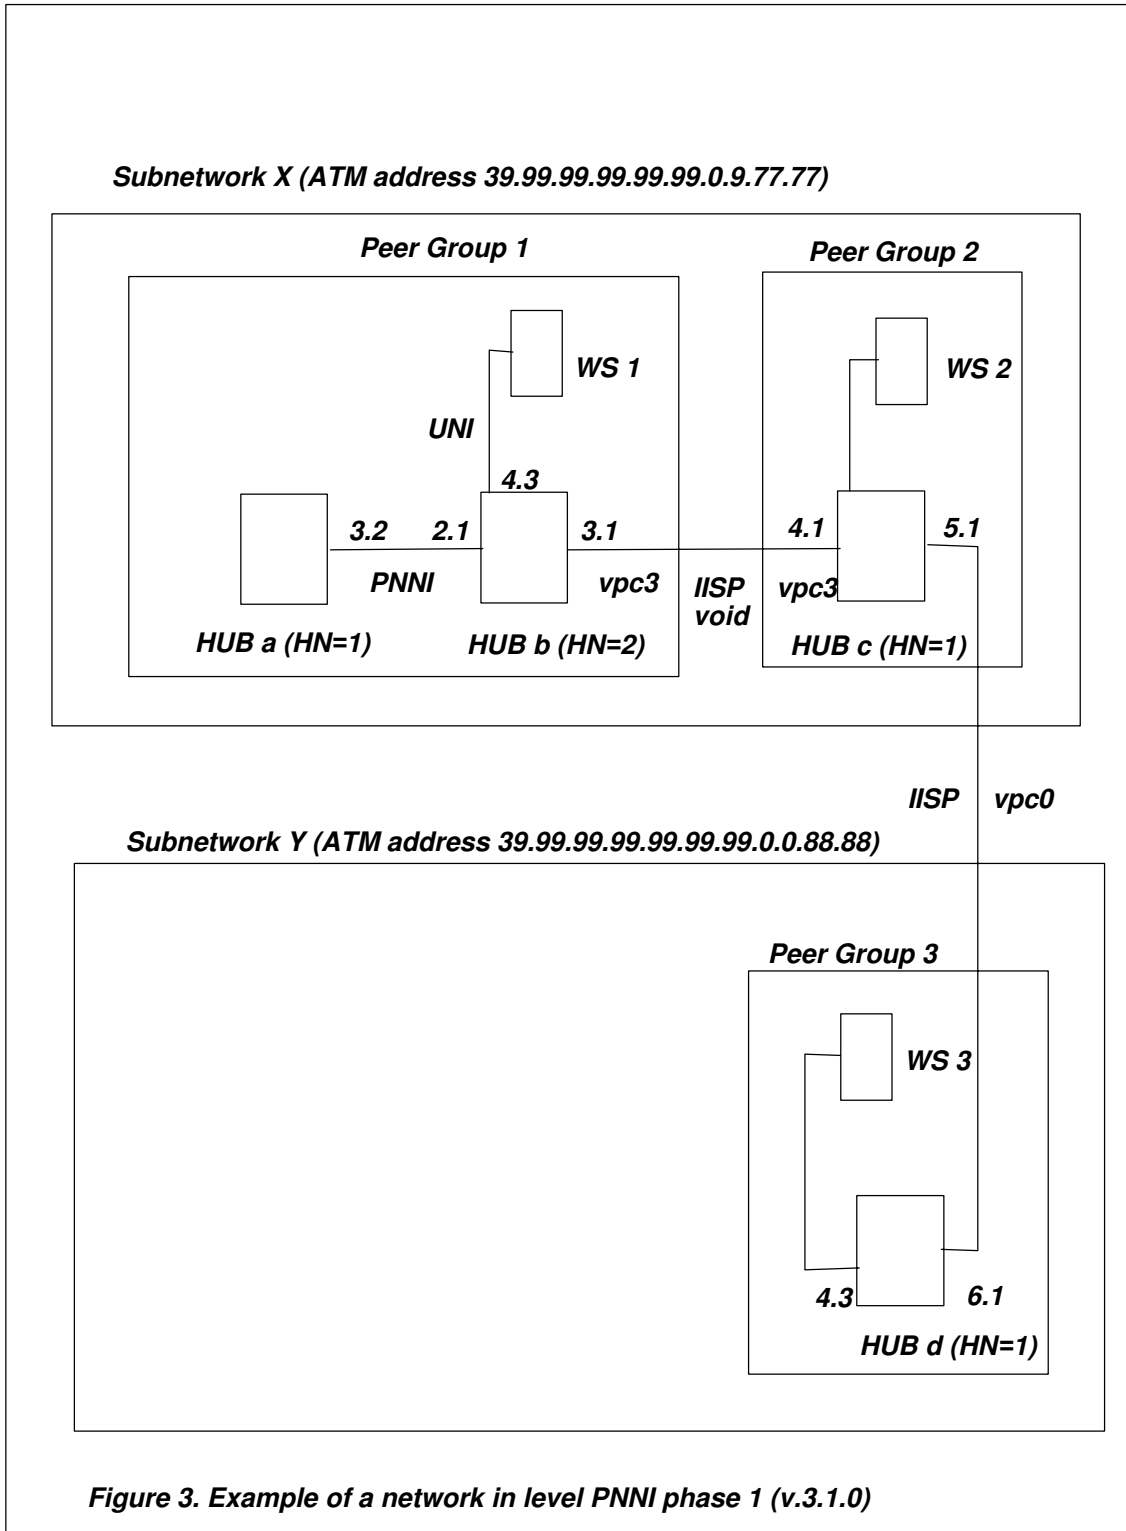 Subnetwork X (ATM address 39.99.99.99.99.99.0.9.77.77)
Peer Group 1
Peer Group 2
WS 1
WS 2
UNI
4.3
3.2
2.1
3.1
4.1
5.1
PNNI
vpc3
IISP
void
vpc3
HUB a (HN=1)
HUB b (HN=2)
HUB c (HN=1)
IISP
vpc0
Subnetwork Y (ATM address 39.99.99.99.99.99.99.0.0.88.88)
Peer Group 3
WS 3
4.3
6.1
HUB d (HN=1)
Figure 3. Example of a network in level PNNI phase 1 (v.3.1.0)